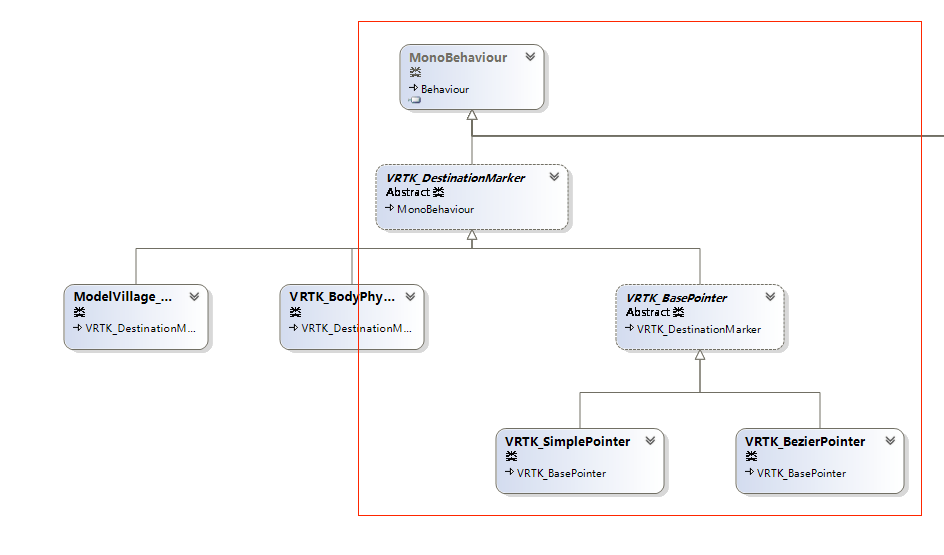 MonoBehaviour
Behaviour
VRTK_DestinationMarker
Abstract
MonoBehaviour
ModelVillage_...
VRTK_DestinationM...
VRTK_BodyPhy...
VRTK_DestinationM...
VRTK_BasePointer
Abstract
VRTK_DestinationMarker
VRTK_SimplePointer
VRTK_BasePointer
VRTK_BezierPointer
VRTK_BasePointer